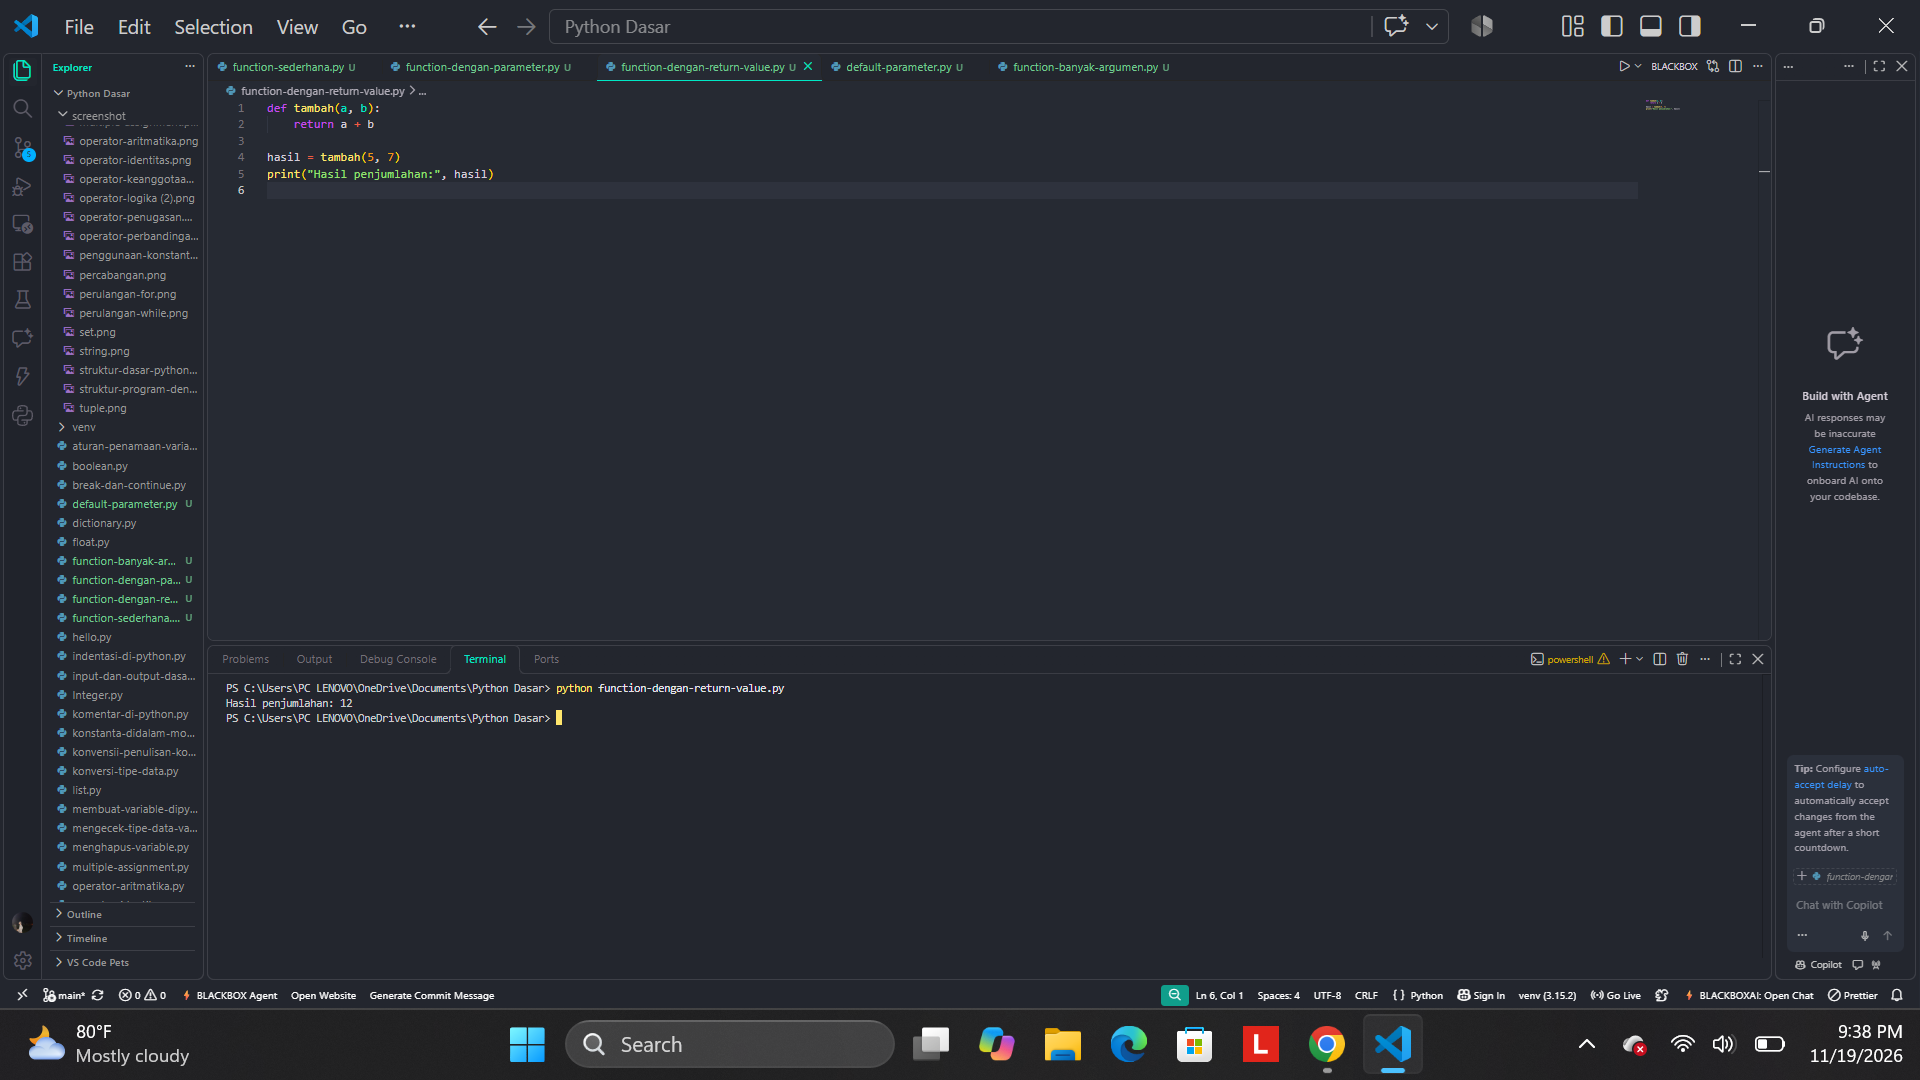 File Edit Selection View Go ···
Python Dasar
Explorer
Python Dasar
screenshot
operator-aritmatika.png
operator-identitas.png
operator-keanggotaa...
operator-logika (2).png
operator-penugasan....
operator-perbandinga...
penggunaan-konstant...
percabangan.png
perulangan-for.png
perulangan-while.png
set.png
string.png
struktur-dasar-python...
struktur-program-den...
tuple.png
venv
aturan-penamaan-varia...
boolean.py
break-dan-continue.py
default-parameter.py U
dictionary.py
float.py
function-banyak-ar... U
function-dengan-pa... U
function-dengan-re... U
function-sederhana.... U
hello.py
indentasi-di-python.py
input-dan-output-dasa...
Integer.py
komentar-di-python.py
konstanta-didalam-mo...
konvensii-penulisan-ko...
konversi-tipe-data.py
list.py
membuat-variable-dipy...
mengecek-tipe-data-va...
menghapus-variable.py
multiple-assignment.py
operator-aritmatika.py
Outline
Timeline
VS Code Pets
function-sederhana.py U
function-dengan-parameter.py U
function-dengan-return-value.py U
default-parameter.py U
function-banyak-argumen.py U
BLACKBOX
function-dengan-return-value.py > ...
1 def tambah(a, b):
2     return a + b
3
4 hasil = tambah(5, 7)
5 print("Hasil penjumlahan:", hasil)
6
Problems Output Debug Console Terminal Ports
powershell
PS C:\Users\PC LENOVO\OneDrive\Documents\Python Dasar> python function-dengan-return-value.py
Hasil penjumlahan: 12
PS C:\Users\PC LENOVO\OneDrive\Documents\Python Dasar>
Build with Agent
AI responses may
be inaccurate
Generate Agent
Instructions to
onboard AI onto
your codebase.
Tip: Configure auto-
accept delay to
automatically accept
changes from the
agent after a short
countdown.
function-dengar
Chat with Copilot
Copilot
main* 0 0 BLACKBOX Agent Open Website Generate Commit Message
Ln 6, Col 1 Spaces: 4 UTF-8 CRLF { } Python Sign In venv (3.15.2) Go Live BLACKBOXAI: Open Chat Prettier
80°F
Mostly cloudy
Search
L
9:38 PM
11/19/2026